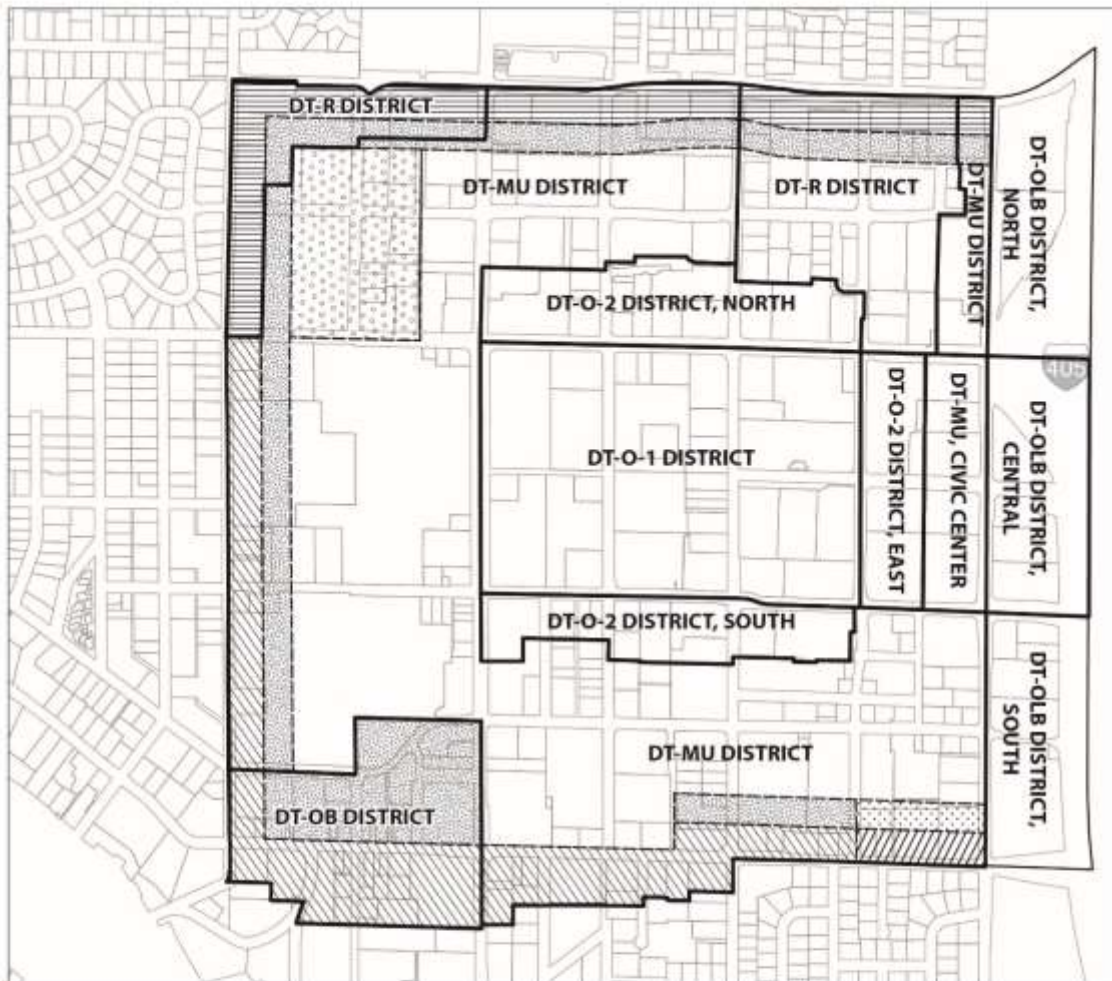 DT-R DISTRICT
DT-MU DISTRICT
DT-R DISTRICT
DT-MU DISTRICT
DT-OLB DISTRICT,
NORTH
DT-O-2 DISTRICT, NORTH
405
DT-O-1 DISTRICT
DT-O-2 DISTRICT, EAST
DT-MU, CIVIC CENTER
DT-OLB DISTRICT,
CENTRAL
DT-O-2 DISTRICT, SOUTH
DT-MU DISTRICT
DT-OLB DISTRICT,
SOUTH
DT-OB DISTRICT